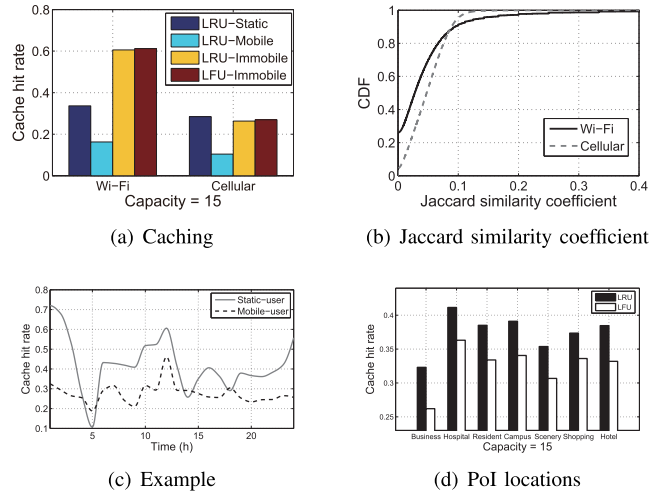 0.8
0.6
0.4
0.2
0
Cache hit rate
LRU−Static
LRU−Mobile
LRU−Immobile
LFU−Immobile
Wi−Fi
Cellular
Capacity = 15
(a) Caching
1
0.8
0.6
0.4
0.2
0
CDF
Wi−Fi
Cellular
0
0.1
0.2
0.3
0.4
Jaccard similarity coefficient
(b) Jaccard similarity coefficient
0.8
0.7
0.6
0.5
0.4
0.3
0.2
0.1
Cache hit rate
Static−user
Mobile−user
5
10
15
20
Time (h)
(c) Example
0.4
0.35
0.3
0.25
Cache hit rate
LRU
LFU
Business
Hospital
Resident
Campus
Scenery
Shopping
Hotel
Capacity = 15
(d) PoI locations